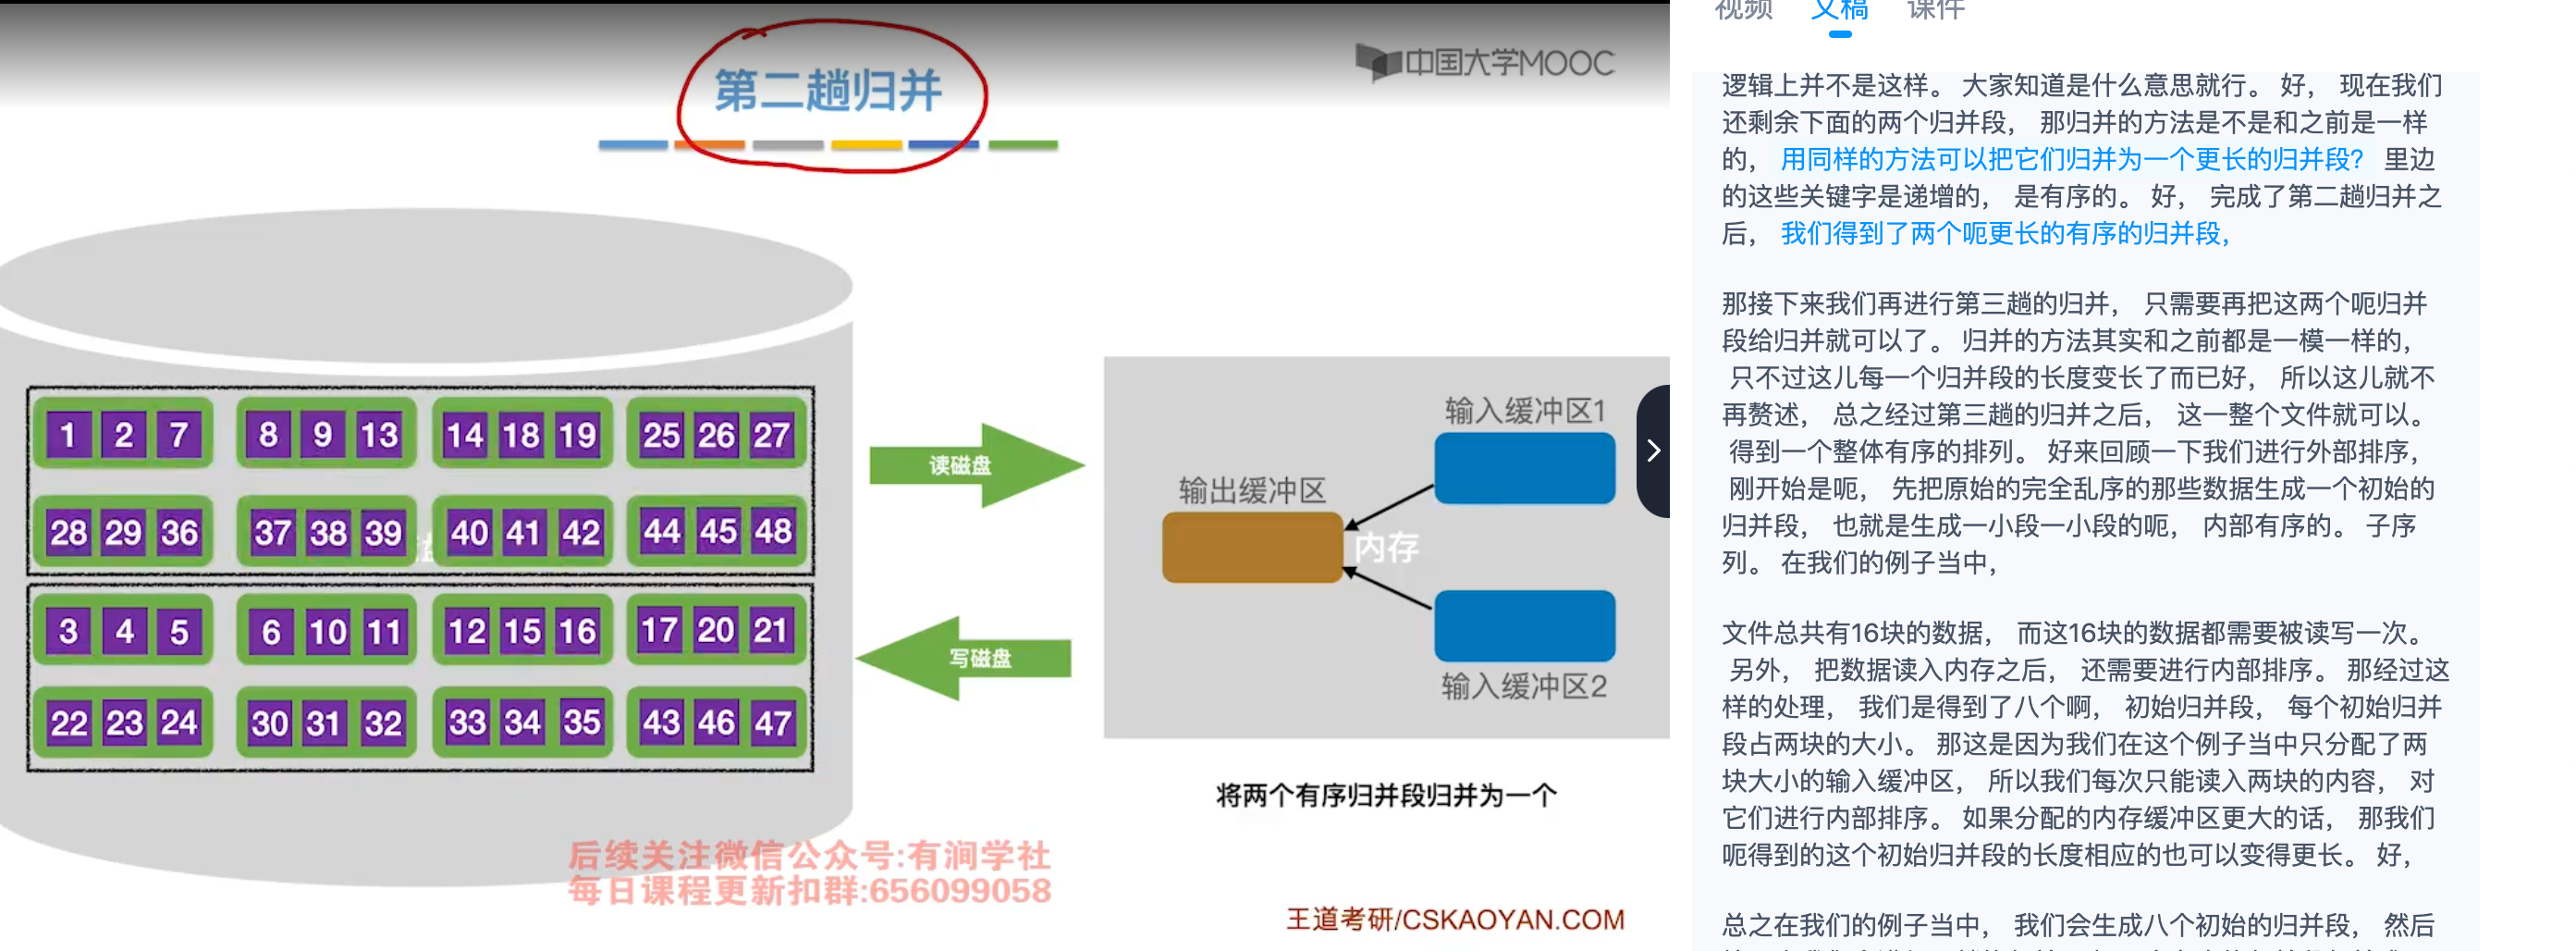 第二趟归并
中国大学MOOC
1 2 7 8 9 13 14 18 19 25 26 27
28 29 36 37 38 39 40 41 42 44 45 48
3 4 5 6 10 11 12 15 16 17 20 21
22 23 24 30 31 32 33 34 35 43 46 47
读磁盘
写磁盘
输入缓冲区1
输出缓冲区
内存
输入缓冲区2
将两个有序归并段归并为一个
后续关注微信公众号:有涧学社
每日课程更新扣群:656099058
王道考研/CSKAOYAN.COM
视频 文稿 课件
逻辑上并不是这样。 大家知道是什么意思就行。 好， 现在我们
还剩余下面的两个归并段， 那归并的方法是不是和之前是一样
的， 用同样的方法可以把它们归并为一个更长的归并段？ 里边
的这些关键字是递增的， 是有序的。 好， 完成了第二趟归并之
后， 我们得到了两个呃更长的有序的归并段，
那接下来我们再进行第三趟的归并， 只需要再把这两个呃归并
段给归并就可以了。 归并的方法其实和之前都是一模一样的，
只不过这儿每一个归并段的长度变长了而已好， 所以这儿就不
再赘述， 总之经过第三趟的归并之后， 这一整个文件就可以。
得到一个整体有序的排列。 好来回顾一下我们进行外部排序，
刚开始是呃， 先把原始的完全乱序的那些数据生成一个初始的
归并段， 也就是生成一小段一小段的呃， 内部有序的。 子序
列。 在我们的例子当中，
文件总共有16块的数据， 而这16块的数据都需要被读写一次。
另外， 把数据读入内存之后， 还需要进行内部排序。 那经过这
样的处理， 我们是得到了八个啊， 初始归并段， 每个初始归并
段占两块的大小。 那这是因为我们在这个例子当中只分配了两
块大小的输入缓冲区， 所以我们每次只能读入两块的内容， 对
它们进行内部排序。 如果分配的内存缓冲区更大的话， 那我们
呃得到的这个初始归并段的长度相应的也可以变得更长。 好，
总之在我们的例子当中， 我们会生成八个初始的归并段， 然后